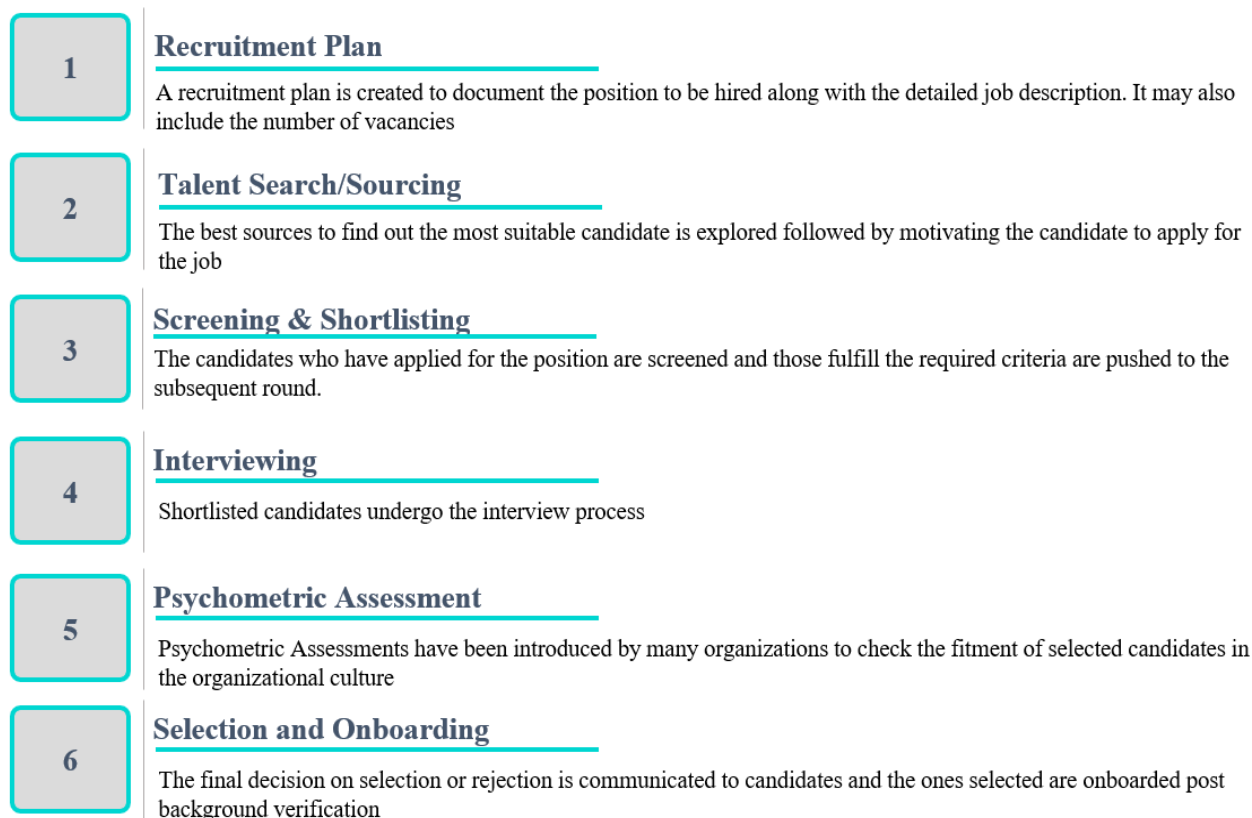 1
Recruitment Plan
A recruitment plan is created to document the position to be hired along with the detailed job description. It may also
include the number of vacancies
2
Talent Search/Sourcing
The best sources to find out the most suitable candidate is explored followed by motivating the candidate to apply for
the job
3
Screening & Shortlisting
The candidates who have applied for the position are screened and those fulfill the required criteria are pushed to the
subsequent round.
4
Interviewing
Shortlisted candidates undergo the interview process
5
Psychometric Assessment
Psychometric Assessments have been introduced by many organizations to check the fitment of selected candidates in
the organizational culture
6
Selection and Onboarding
The final decision on selection or rejection is communicated to candidates and the ones selected are onboarded post
background verification